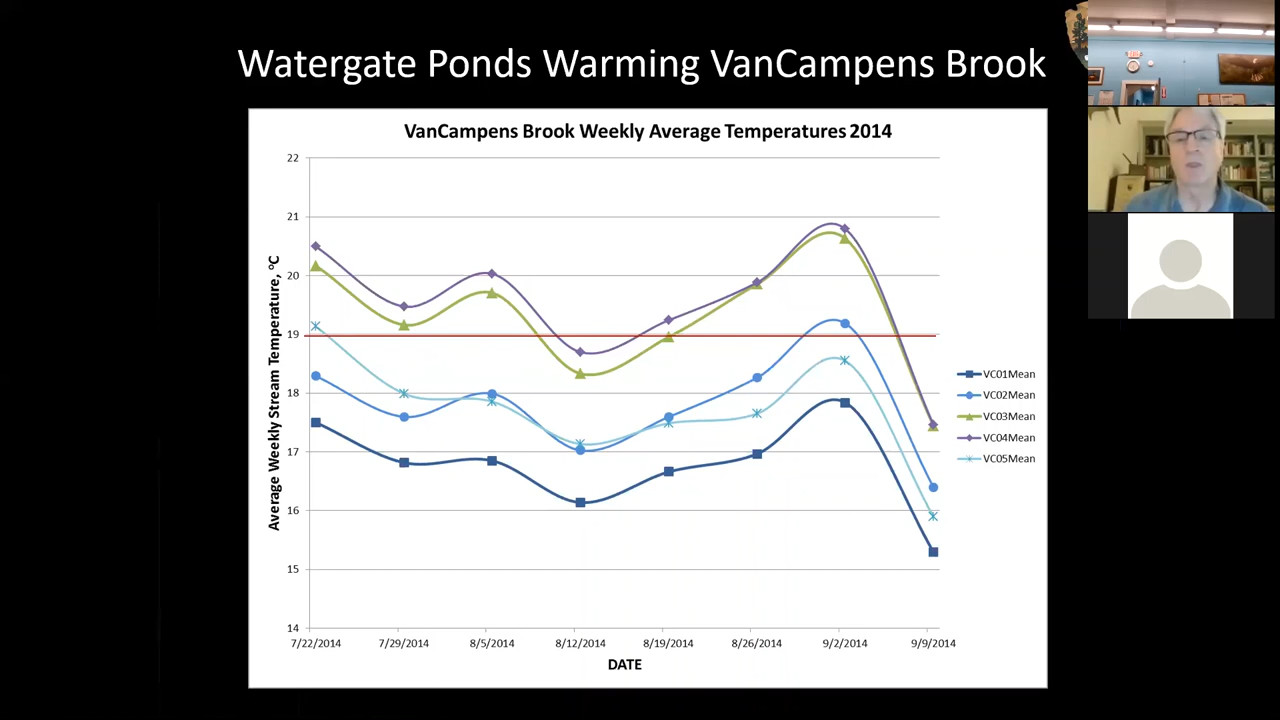 Watergate Ponds Warming VanCampens Brook
VanCampens Brook Weekly Average Temperatures 2014
Average Weekly Stream Temperature, °C
22
21
20
19
18
17
16
15
14
7/22/2014
7/29/2014
8/5/2014
8/12/2014
8/19/2014
8/26/2014
9/2/2014
9/9/2014
DATE
VC01Mean
VC02Mean
VC03Mean
VC04Mean
VC05Mean